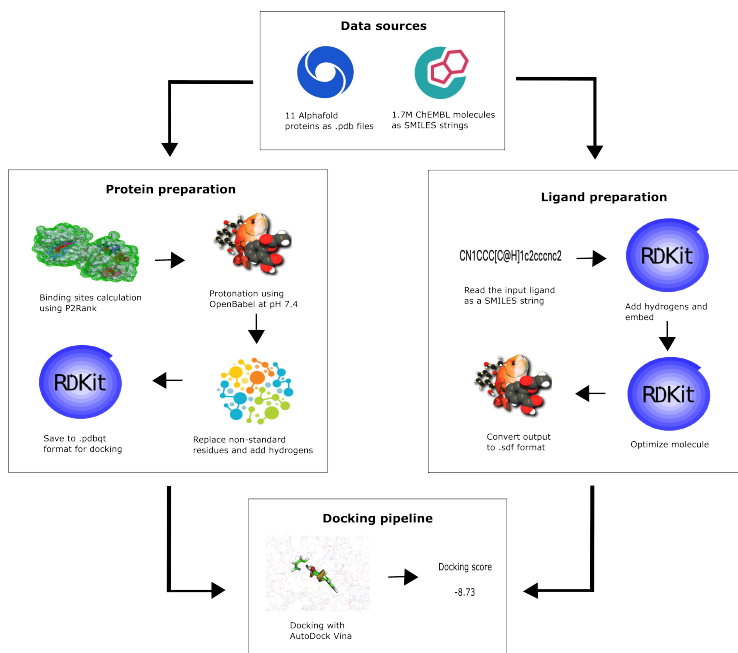 Data sources
11 Alphafold
proteins as .pdb files
1.7M ChEMBL molecules
as SMILES strings
Protein preparation
Binding sites calculation
using P2Rank
Protonation using
OpenBabel at pH 7.4
RDKit
Save to .pdbqt
format for docking
Replace non-standard
residues and add hydrogens
Ligand preparation
CN1CCC[C@H]1c2cccnc2
Read the input ligand
as a SMILES string
RDKit
Add hydrogens and
embed
Convert output
to .sdf format
RDKit
Optimize molecule
Docking pipeline
Docking with
AutoDock Vina
Docking score
-8.73